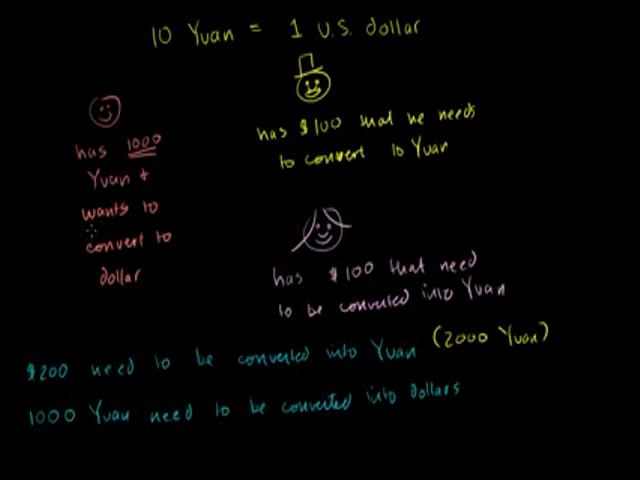 10 Yuan = 1 U.S. dollar
has 1000
Yuan +
wants to
convert to
dollar
has $100 that he needs
to convert to Yuan
has $100 that need
to be converted into Yuan
$200 need to be converted into Yuan (2000 Yuan)
1000 Yuan need to be converted into dollars